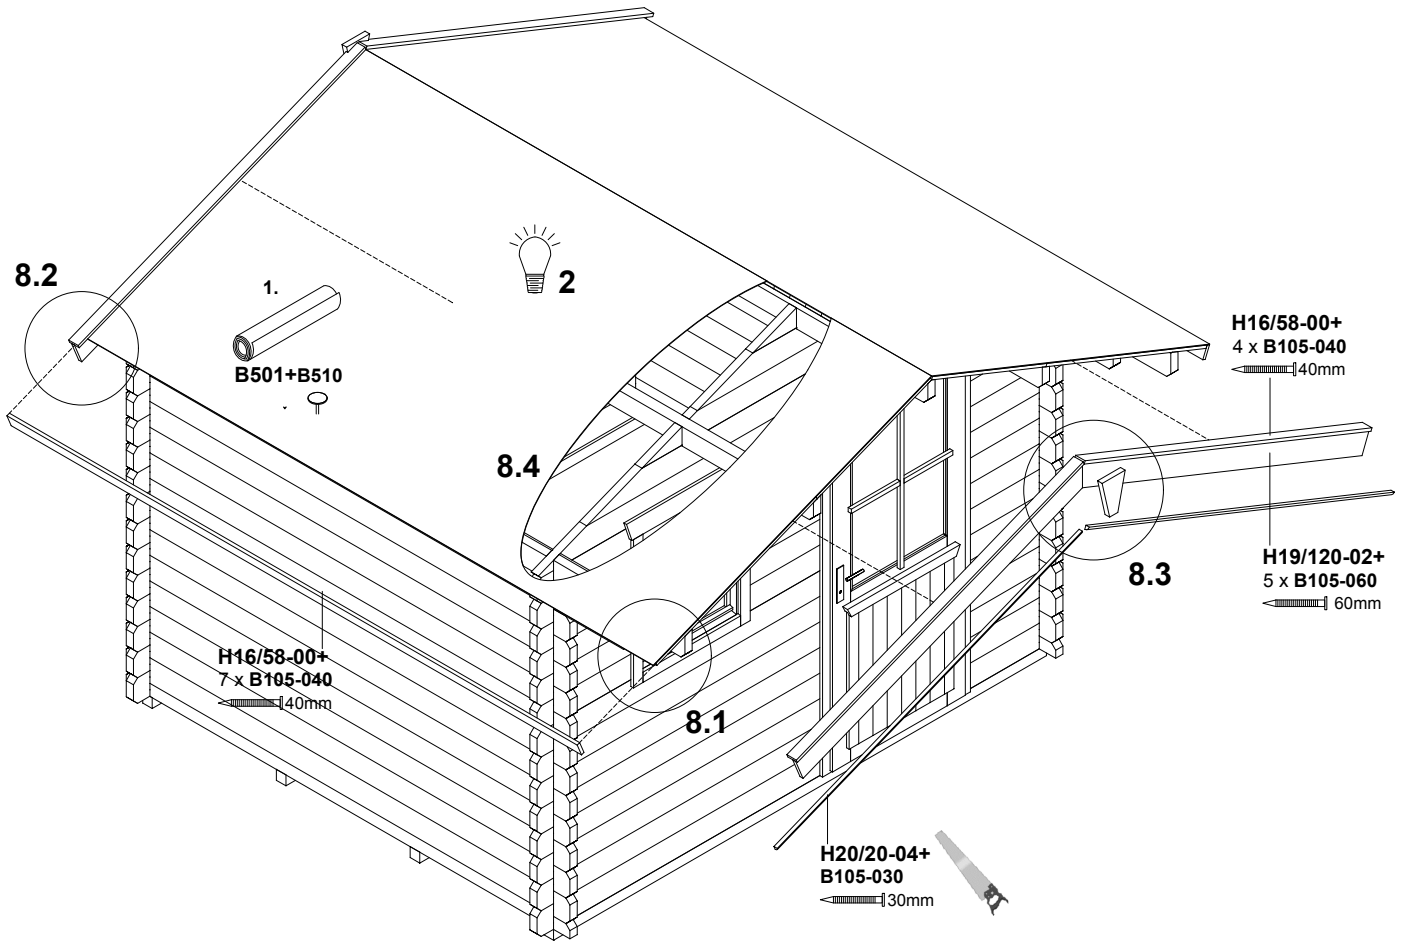 8.2
1.
B501+B510
2
8.4
H16/58-00+
4 x B105-040
40mm
8.3
H19/120-02+
5 x B105-060
60mm
H16/58-00+
7 x B105-040
40mm
8.1
H20/20-04+
B105-030
30mm